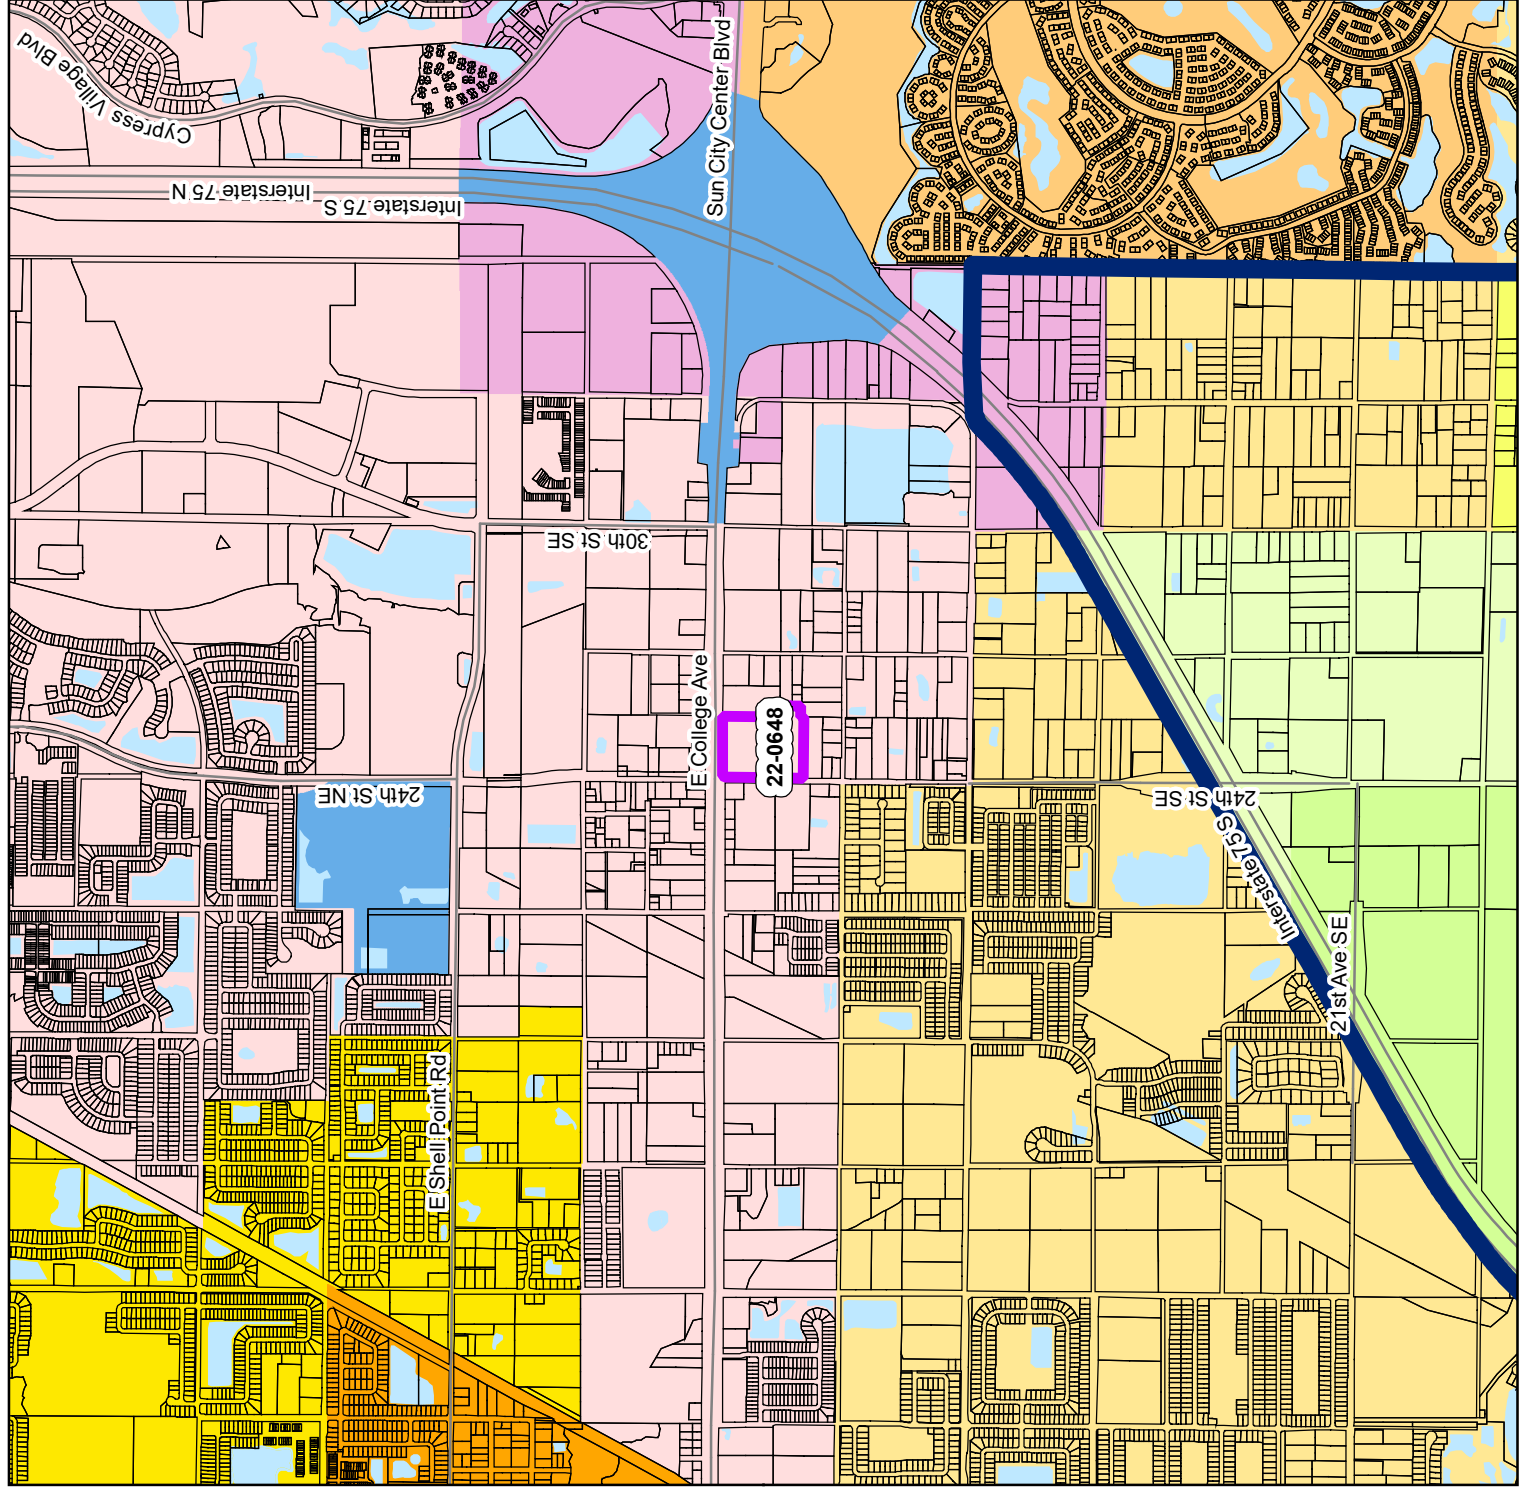 Cypress Village Blvd
Sun City Center Blvd
Interstate 75 N
Interstate 75 S
30th St SE
E College Ave
22-0648
24th St NE
24th St SE
Interstate 75 S
21st Ave SE
E Shell Point Rd